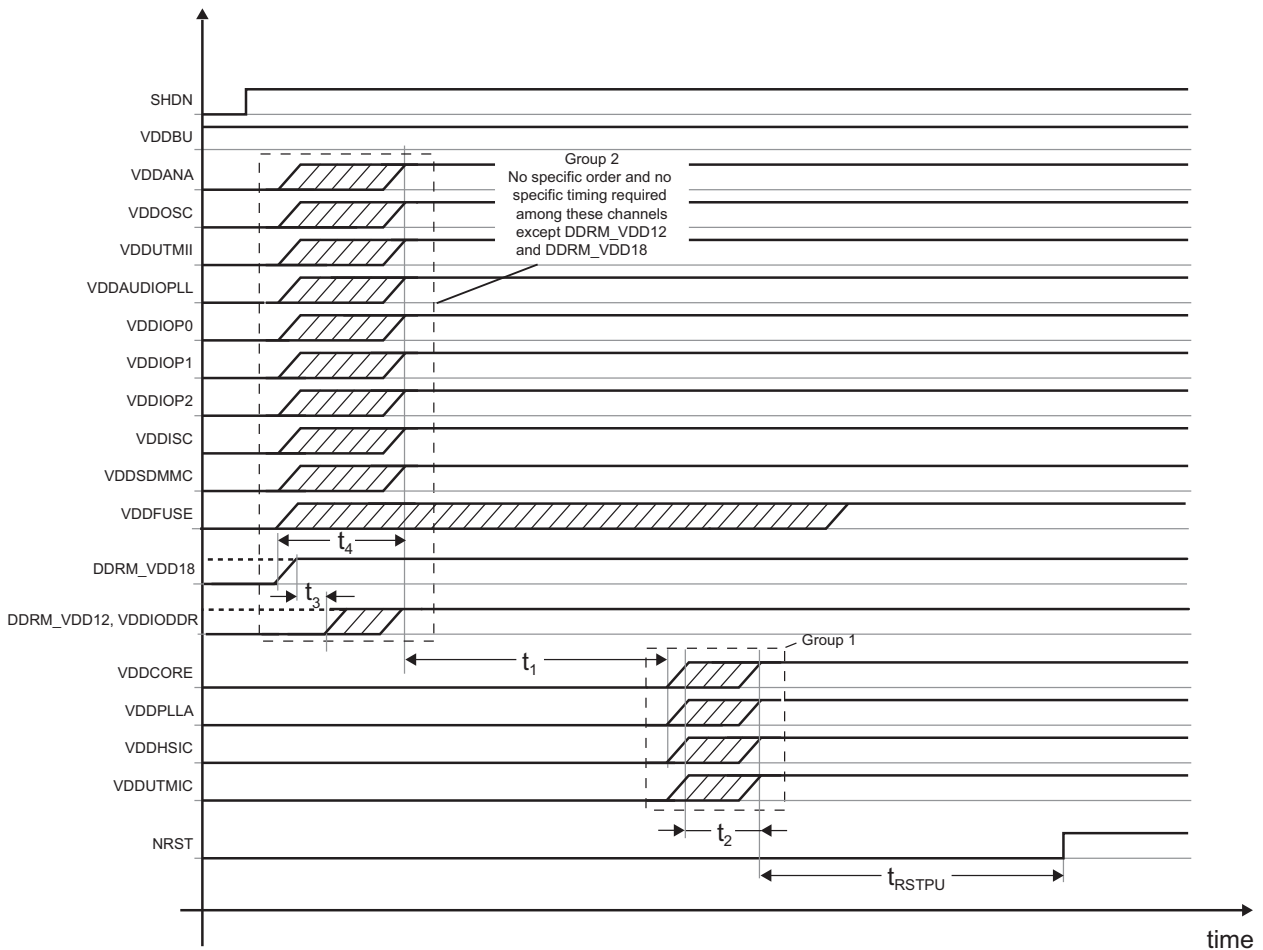 SHDN
VDDBU
VDDANA
VDDOSC
VDDUTMII
VDDAUDIOPLL
VDDIOP0
VDDIOP1
VDDIOP2
VDDISC
VDDSDMMC
VDDFUSE
Group 2
No specific order and no
specific timing required
among these channels
except DDRM_VDD12
and DDRM_VDD18
t4
DDRM_VDD18
t3
DDRM_VDD12, VDDIODDR
Group 1
t1
VDDCORE
VDDPLLA
VDDHSIC
VDDUTMIC
t2
NRST
tRSTPU
time